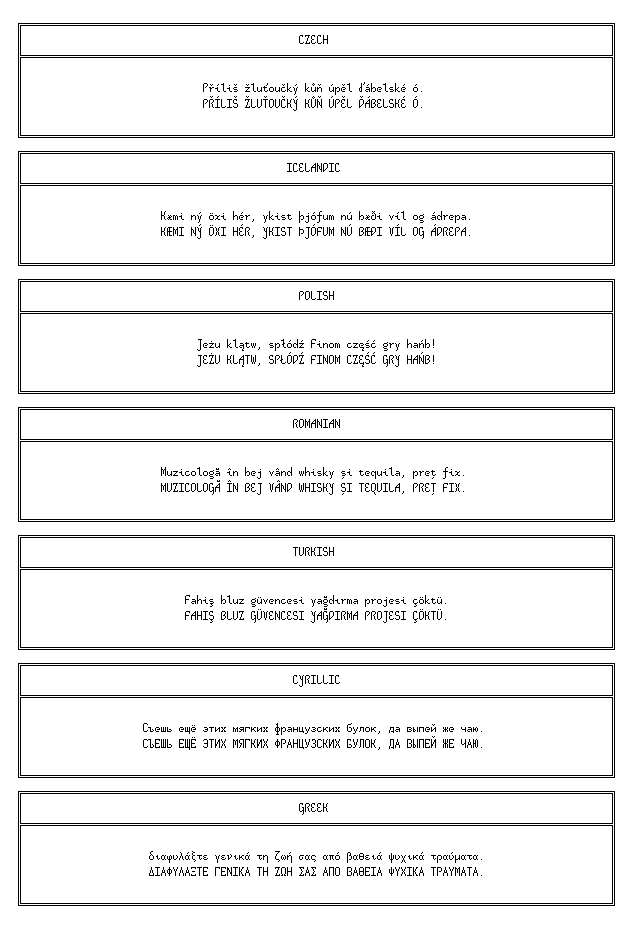 CZECH
Příliš žluťoučký kůň úpěl ďábelské ó.
PŘÍLIŠ ŽLUŤOUČKÝ KŮŇ ÚPĚL ĎÁBELSKÉ Ó.
ICELANDIC
Kæmi ný öxi hér, ykist þjófum nú bæði víl og ádrepa.
KÆMI NÝ ÖXI HÉR, YKIST ÞJÓFUM NÚ BÆÐI VÍL OG ÁDREPA.
POLISH
Jeżu klątw, spłódź Finom część gry hańb!
JEŻU KLĄTW, SPŁÓDŹ FINOM CZĘŚĆ GRY HAŃB!
ROMANIAN
Muzicologă în bej vând whisky și tequila, preț fix.
MUZICOLOGĂ ÎN BEJ VÂND WHISKY ȘI TEQUILA, PREȚ FIX.
TURKISH
Fahiş bluz güvencesi yağdırma projesi çöktü.
FAHIŞ BLUZ GÜVENCESI YAĞDIRMA PROJESI ÇÖKTÜ.
CYRILLIC
Съешь ещё этих мягких французских булок, да выпей же чаю.
СЪЕШЬ ЕЩЁ ЭТИХ МЯГКИХ ФРАНЦУЗСКИХ БУЛОК, ДА ВЫПЕЙ ЖЕ ЧАЮ.
GREEK
διαφυλάξτε γενικά τη ζωή σας από βαθειά ψυχικά τραύματα.
ΔΙΑΦΥΛΑΞΤΕ ΓΕΝΙΚΑ ΤΗ ΖΩΗ ΣΑΣ ΑΠΟ ΒΑΘΕΙΑ ΨΥΧΙΚΑ ΤΡΑΥΜΑΤΑ.